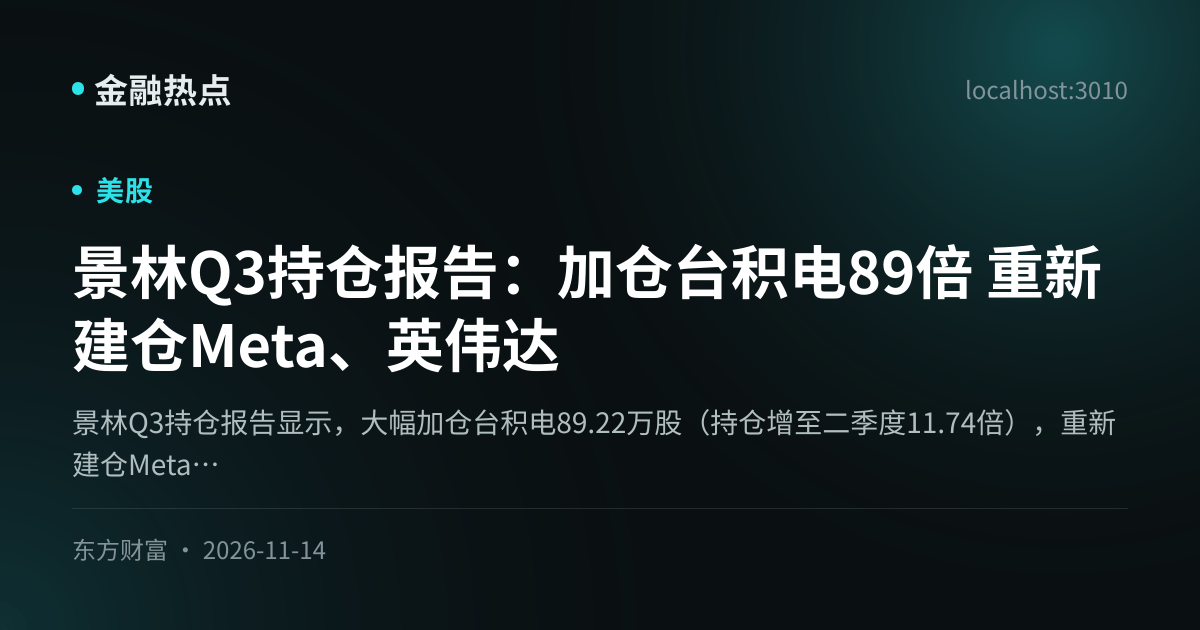 金融热点
localhost:3010
美股
景林Q3持仓报告：加仓台积电89倍 重新
建仓Meta、英伟达
景林Q3持仓报告显示，大幅加仓台积电89.22万股（持仓增至二季度11.74倍），重新
建仓Meta…
东方财富 · 2026-11-14